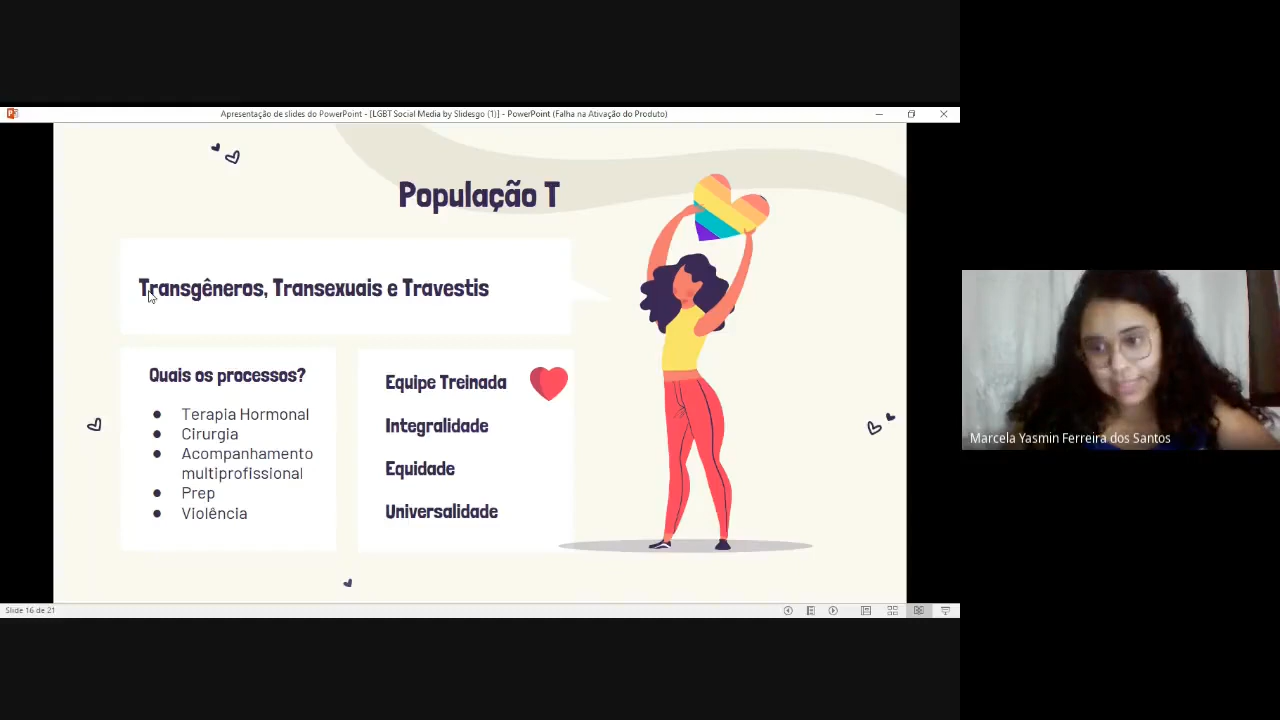 Apresentação de slides do PowerPoint - [LGBT Social Media by Slidesgo (1)] - PowerPoint (Falha na Ativação do Produto)
População T
Transgêneros, Transexuais e Travestis
Quais os processos?
● Terapia Hormonal
● Cirurgia
● Acompanhamento
multiprofissional
● Prep
● Violência
Equipe Treinada
Integralidade
Equidade
Universalidade
Marcela Yasmin Ferreira dos Santos
Slide 16 de 21